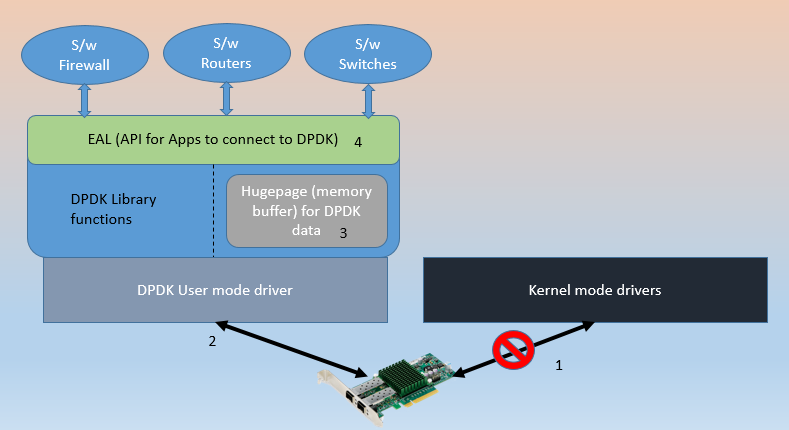 S/w
Firewall
S/w
Routers
S/w
Switches
EAL (API for Apps to connect to DPDK) 4
DPDK Library
functions
Hugepage (memory
buffer) for DPDK
data 3
DPDK User mode driver
Kernel mode drivers
2
1